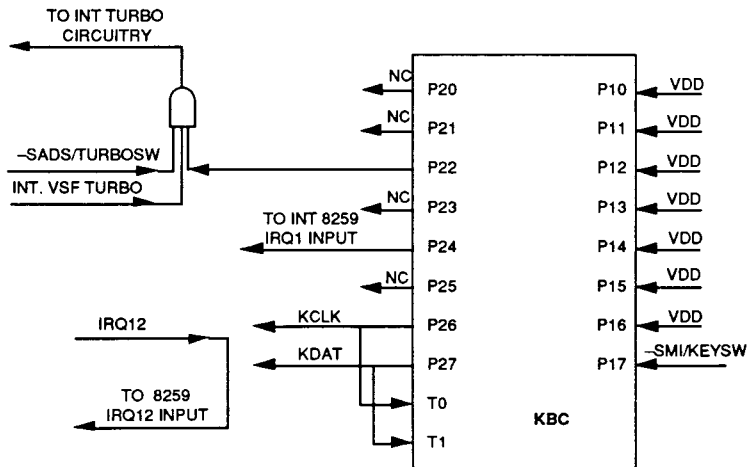 TO INT TURBO
CIRCUITRY
–SADS/TURBOSW
INT. VSF TURBO
NC P20 P10 VDD
NC P21 P11 VDD
P22 P12 VDD
NC P23 P13 VDD
TO INT 8259
IRQ1 INPUT
P24 P14 VDD
NC P25 P15 VDD
IRQ12
KCLK P26 P16 VDD
KDAT P27 P17 –SMI/KEYSW
TO 8259
IRQ12 INPUT
T0
KBC
T1